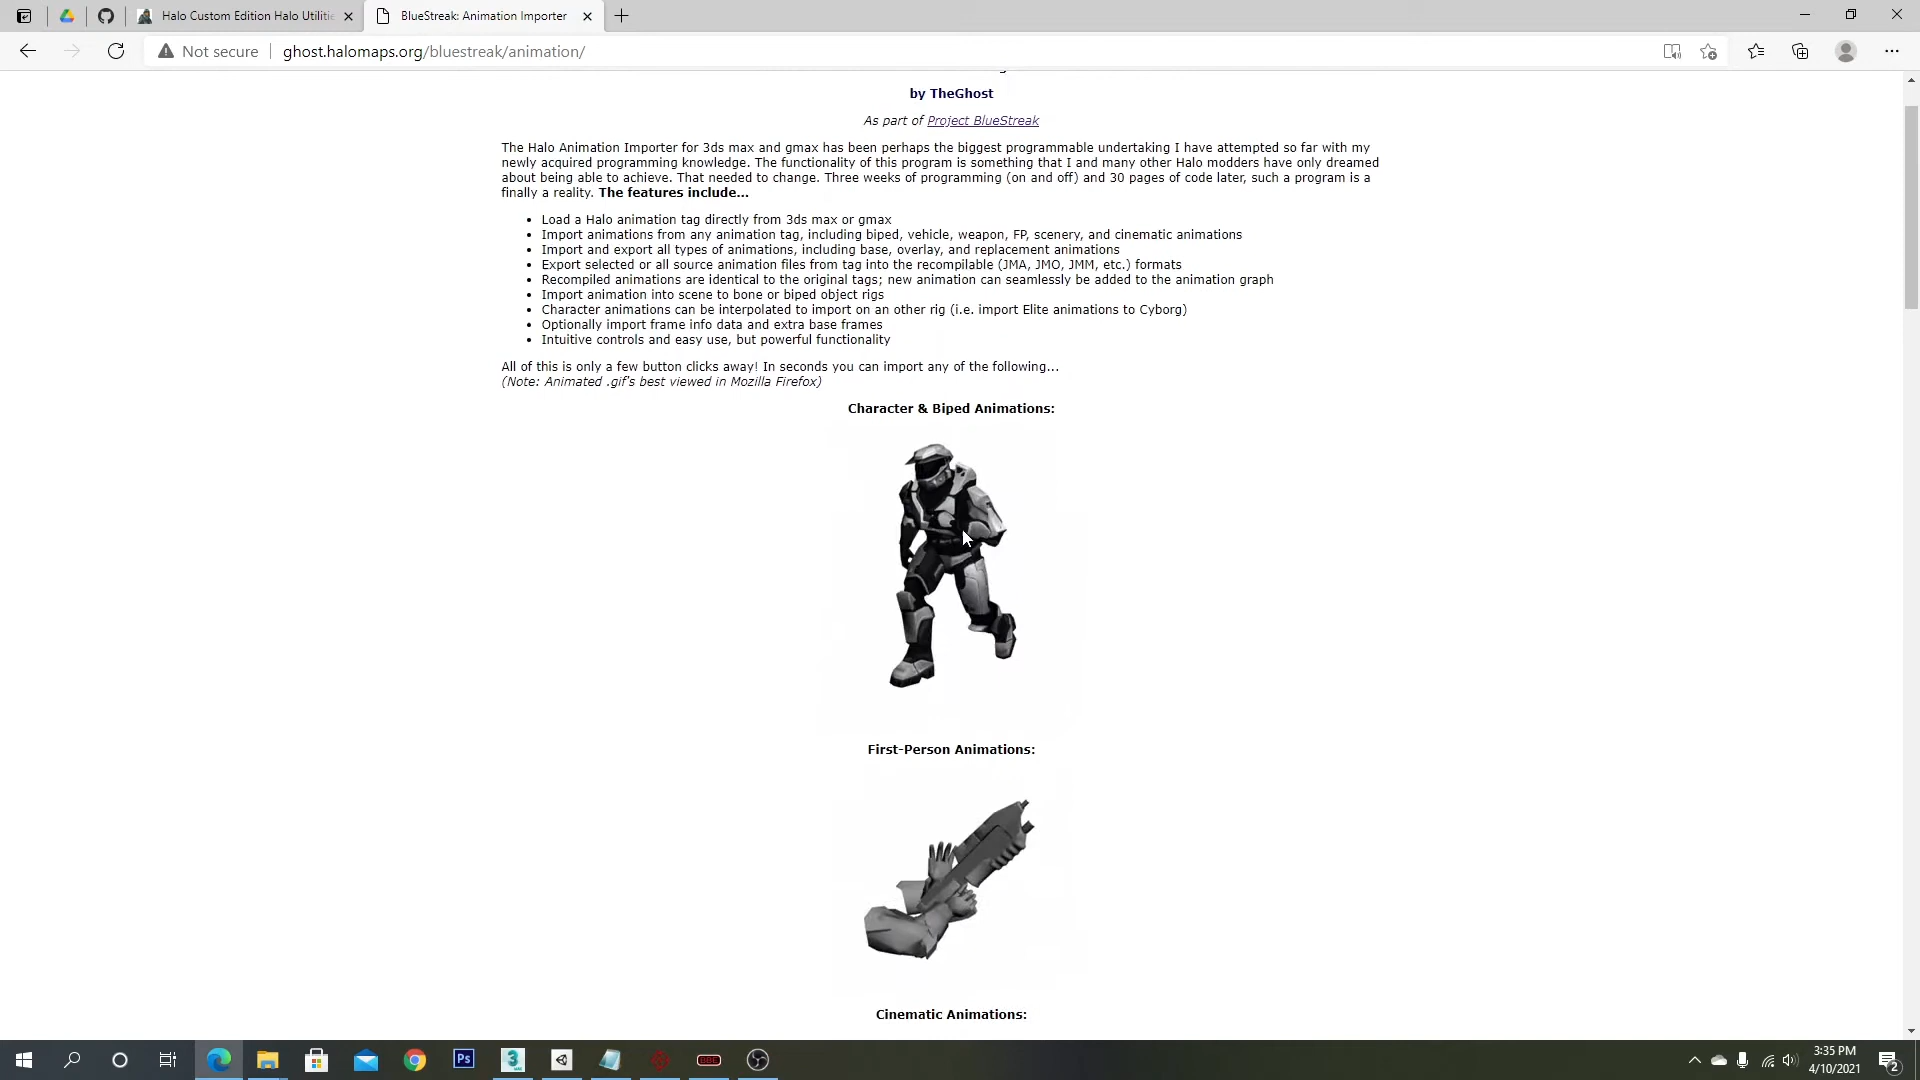 Halo Custom Edition Halo Utilitie
BlueStreak: Animation Importer
Not secure
ghost.halomaps.org/bluestreak/animation/
by TheGhost
As part of Project BlueStreak
The Halo Animation Importer for 3ds max and gmax has been perhaps the biggest programmable undertaking I have attempted so far with my
newly acquired programming knowledge. The functionality of this program is something that I and many other Halo modders have only dreamed
about being able to achieve. That needed to change. Three weeks of programming (on and off) and 30 pages of code later, such a program is a
finally a reality. The features include...
• Load a Halo animation tag directly from 3ds max or gmax
• Import animations from any animation tag, including biped, vehicle, weapon, FP, scenery, and cinematic animations
• Import and export all types of animations, including base, overlay, and replacement animations
• Export selected or all source animation files from tag into the recompilable (JMA, JMO, JMM, etc.) formats
• Recompiled animations are identical to the original tags; new animation can seamlessly be added to the animation graph
• Import animation into scene to bone or biped object rigs
• Character animations can be interpolated to import on an other rig (i.e. import Elite animations to Cyborg)
• Optionally import frame info data and extra base frames
• Intuitive controls and easy use, but powerful functionality
All of this is only a few button clicks away! In seconds you can import any of the following...
(Note: Animated .gif's best viewed in Mozilla Firefox)
Character & Biped Animations:
First-Person Animations:
Cinematic Animations:
Ps
3
BBC
3:35 PM
4/10/2021
2